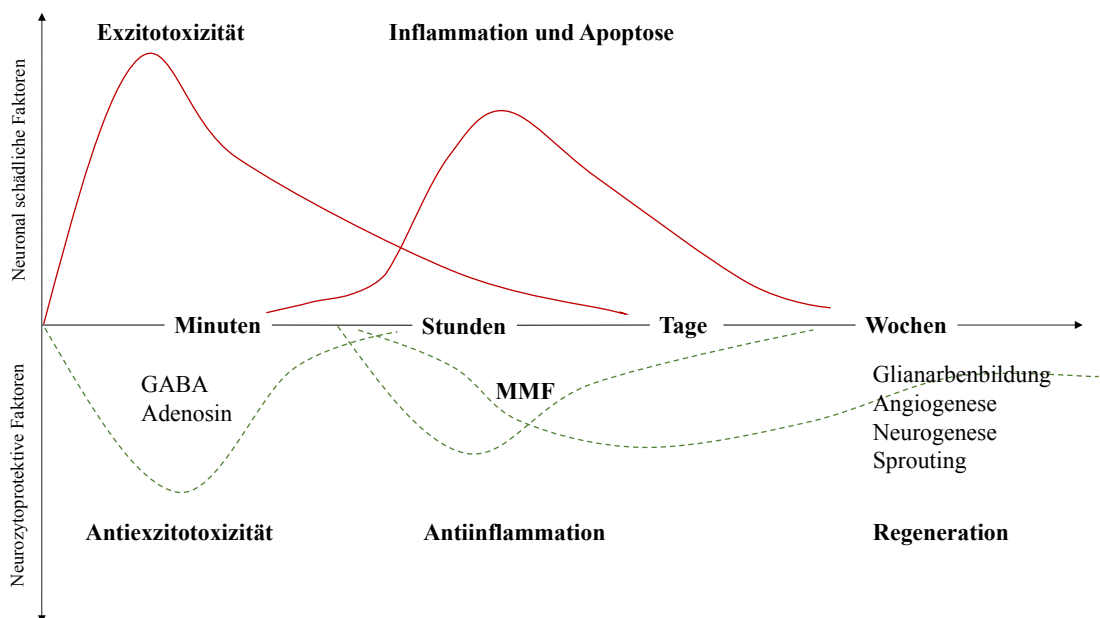 Exzitotoxizität
Inflammation und Apoptose
Neuronal schädliche Faktoren
Minuten
Stunden
Tage
Wochen
Neurozytoprotektive Faktoren
GABA
Adenosin
MMF
Glianarbenbildung
Angiogenese
Neurogenese
Sprouting
Antiexzitotoxizität
Antiinflammation
Regeneration